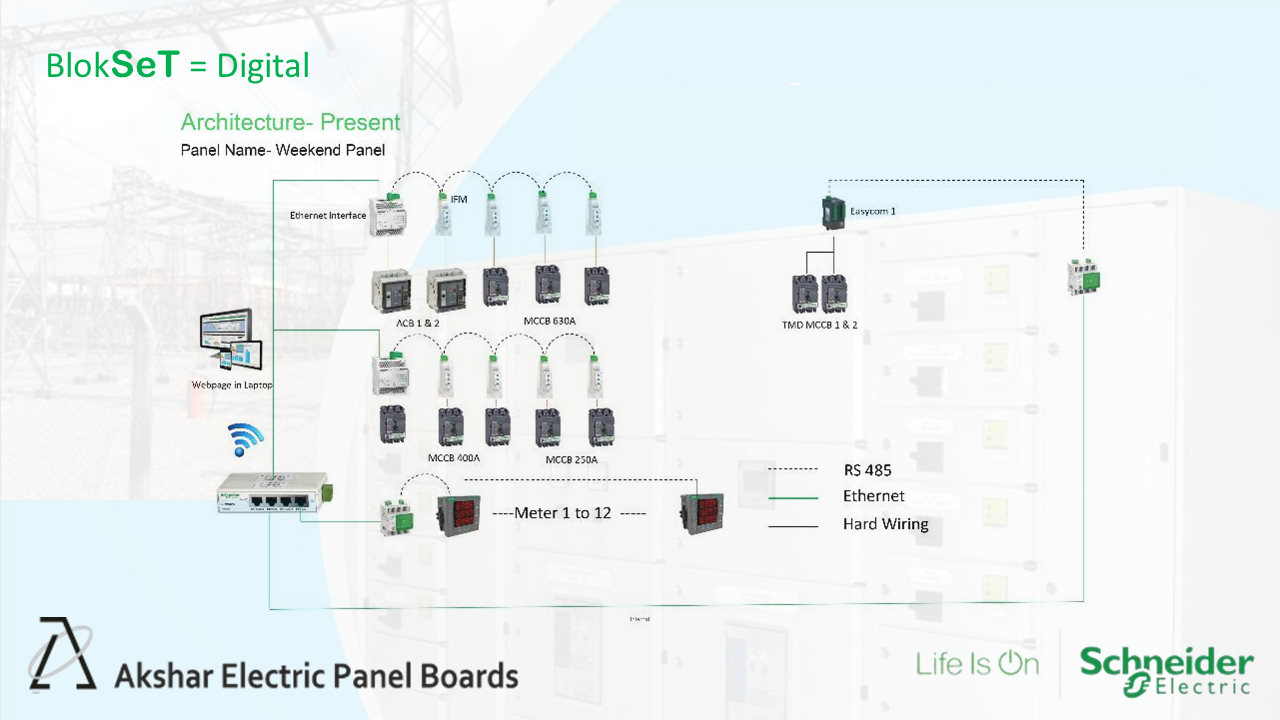 BlokSeT = Digital
Architecture- Present
Panel Name- Weekend Panel
IFM
Ethernet Interface
Easycom 1
ACB 1 & 2
MCCB 630A
TMD MCCB 1 & 2
Webpage in Laptop
MCCB 400A
MCCB 250A
RS 485
Ethernet
Hard Wiring
----Meter 1 to 12 ----
Internal
Akshar Electric Panel Boards
Life Is On
Schneider
Electric